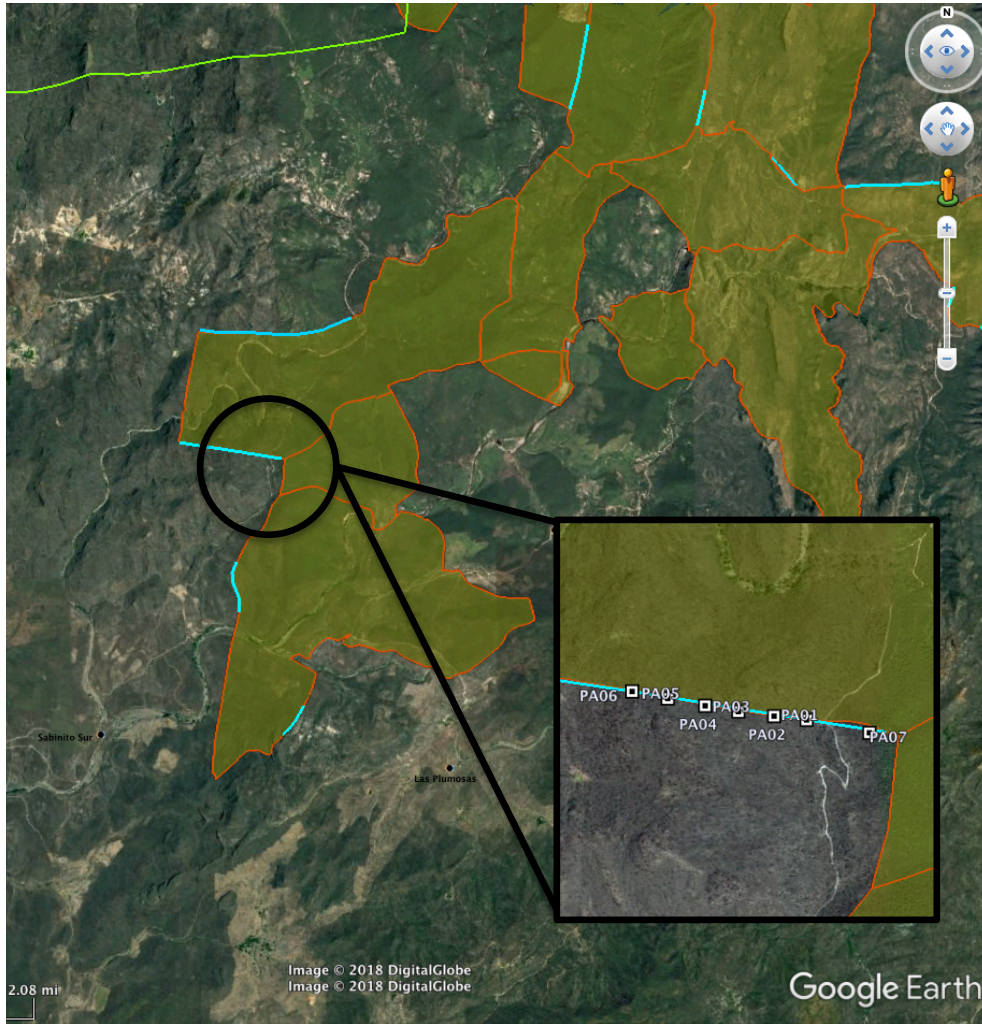 N
PA05
PA06
PA03
PA04
PA01
PA02
PA07
Sabinito Sur
Las Plumosas
Image © 2018 DigitalGlobe
Image © 2018 DigitalGlobe
2.08 mi
Google Earth